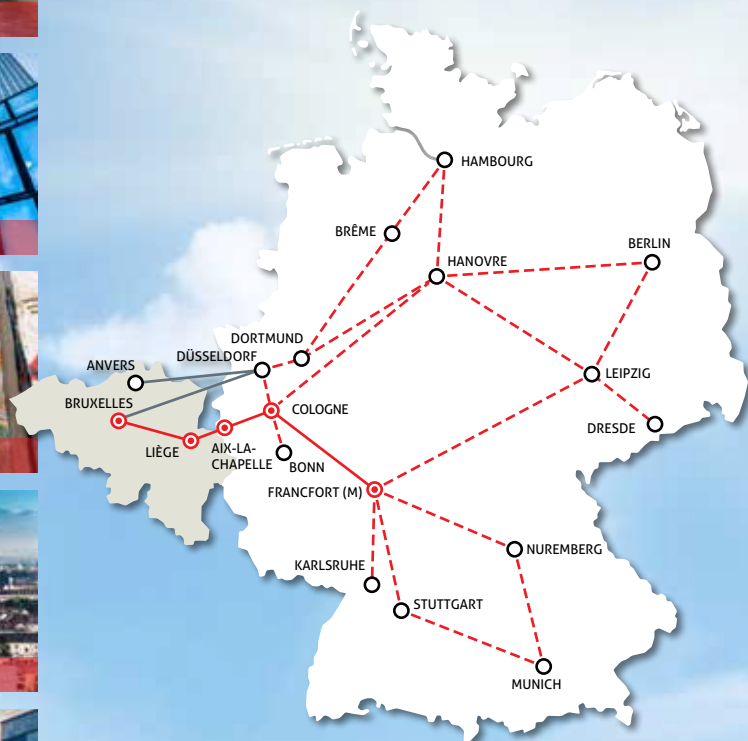 HAMBOURG
BRÊME
BERLIN
HANOVRE
DORTMUND
DÜSSELDORF
ANVERS
LEIPZIG
BRUXELLES
COLOGNE
DRESDE
LIÈGE
AIX-LA-
CHAPELLE
BONN
FRANCFORT (M)
NUREMBERG
KARLSRUHE
STUTTGART
MUNICH